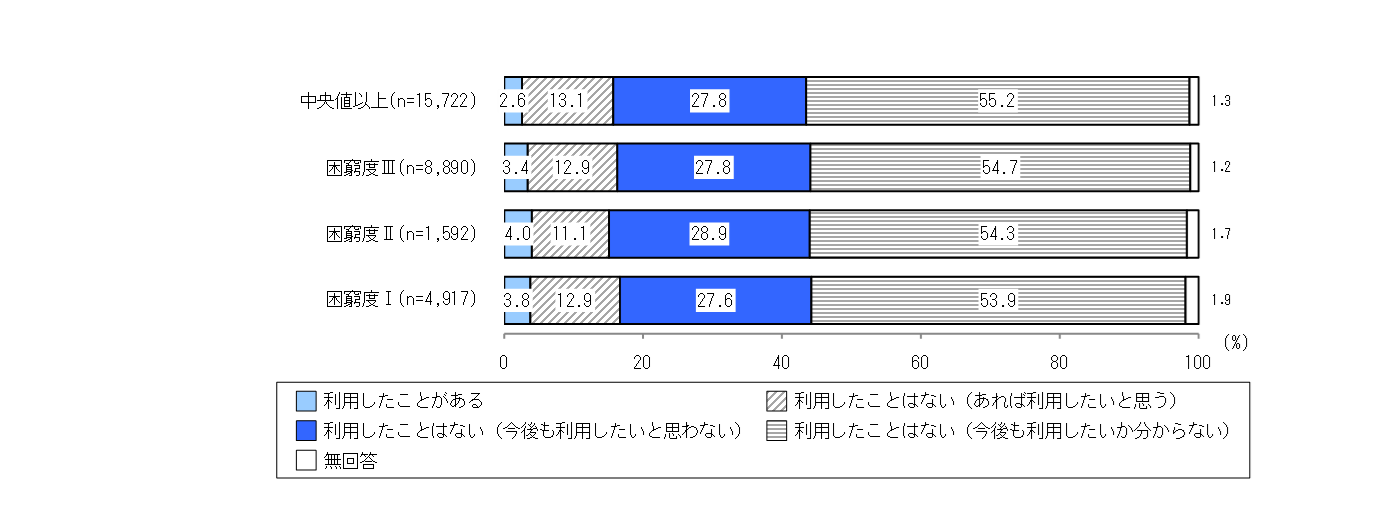 中央値以上(n=15,722) 2.6 13.1 27.8 55.2 1.3
困窮度Ⅲ(n=8,890) 3.4 12.9 27.8 54.7 1.2
困窮度Ⅱ(n=1,592) 4.0 11.1 28.9 54.3 1.7
困窮度Ⅰ(n=4,917) 3.8 12.9 27.6 53.9 1.9
(%)
0 20 40 60 80 100
利用したことがある 利用したことはない（あれば利用したいと思う）
利用したことはない（今後も利用したいと思わない） 利用したことはない（今後も利用したいか分からない）
無回答